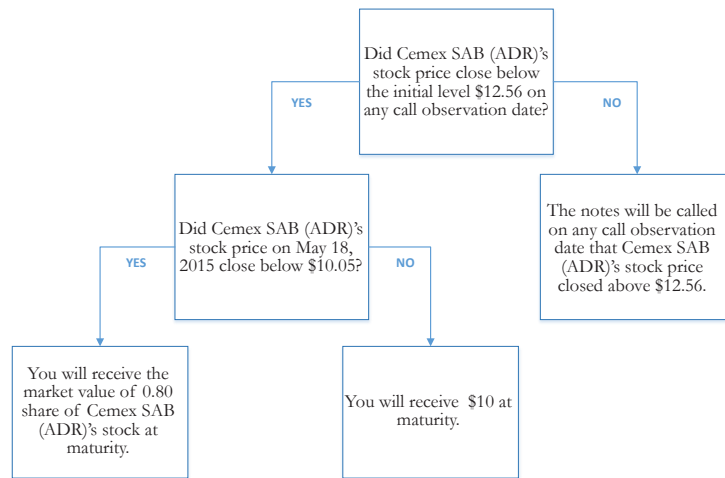 Did Cemex SAB (ADR)’s
stock price close below
the initial level $12.56 on
any call observation date?
YES
NO
Did Cemex SAB (ADR)’s
stock price on May 18,
2015 close below $10.05?
The notes will be called
on any call observation
date that Cemex SAB
(ADR)’s stock price
closed above $12.56.
YES
NO
You will receive the
market value of 0.80
share of Cemex SAB
(ADR)’s stock at
maturity.
You will receive $10 at
maturity.